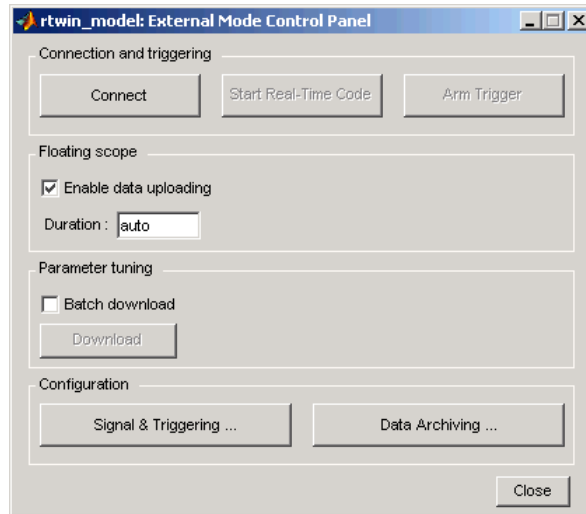 rtwin_model: External Mode Control Panel
Connection and triggering
Connect Start Real-Time Code Arm Trigger
Floating scope
Enable data uploading
Duration : auto
Parameter tuning
Batch download
Download
Configuration
Signal & Triggering ... Data Archiving ...
Close